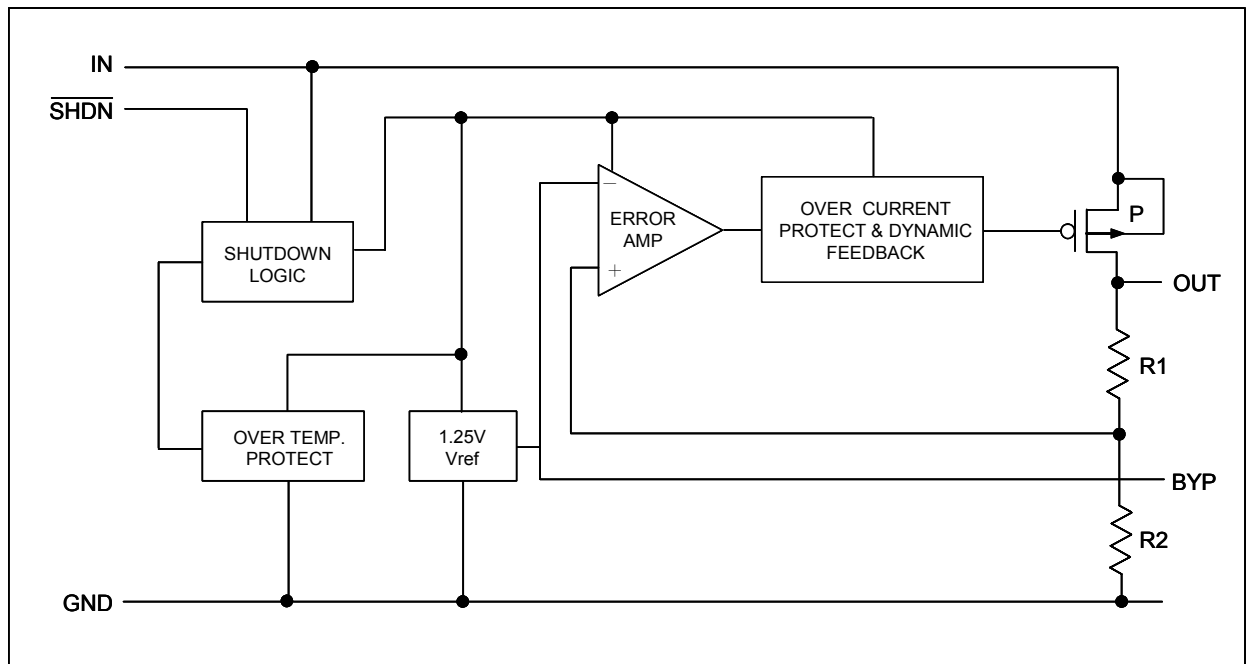 IN
S̅H̅D̅N̅
SHUTDOWN
LOGIC
−
ERROR
AMP
+
OVER CURRENT
PROTECT & DYNAMIC
FEEDBACK
P
OUT
R1
OVER TEMP.
PROTECT
1.25V
Vref
BYP
R2
GND